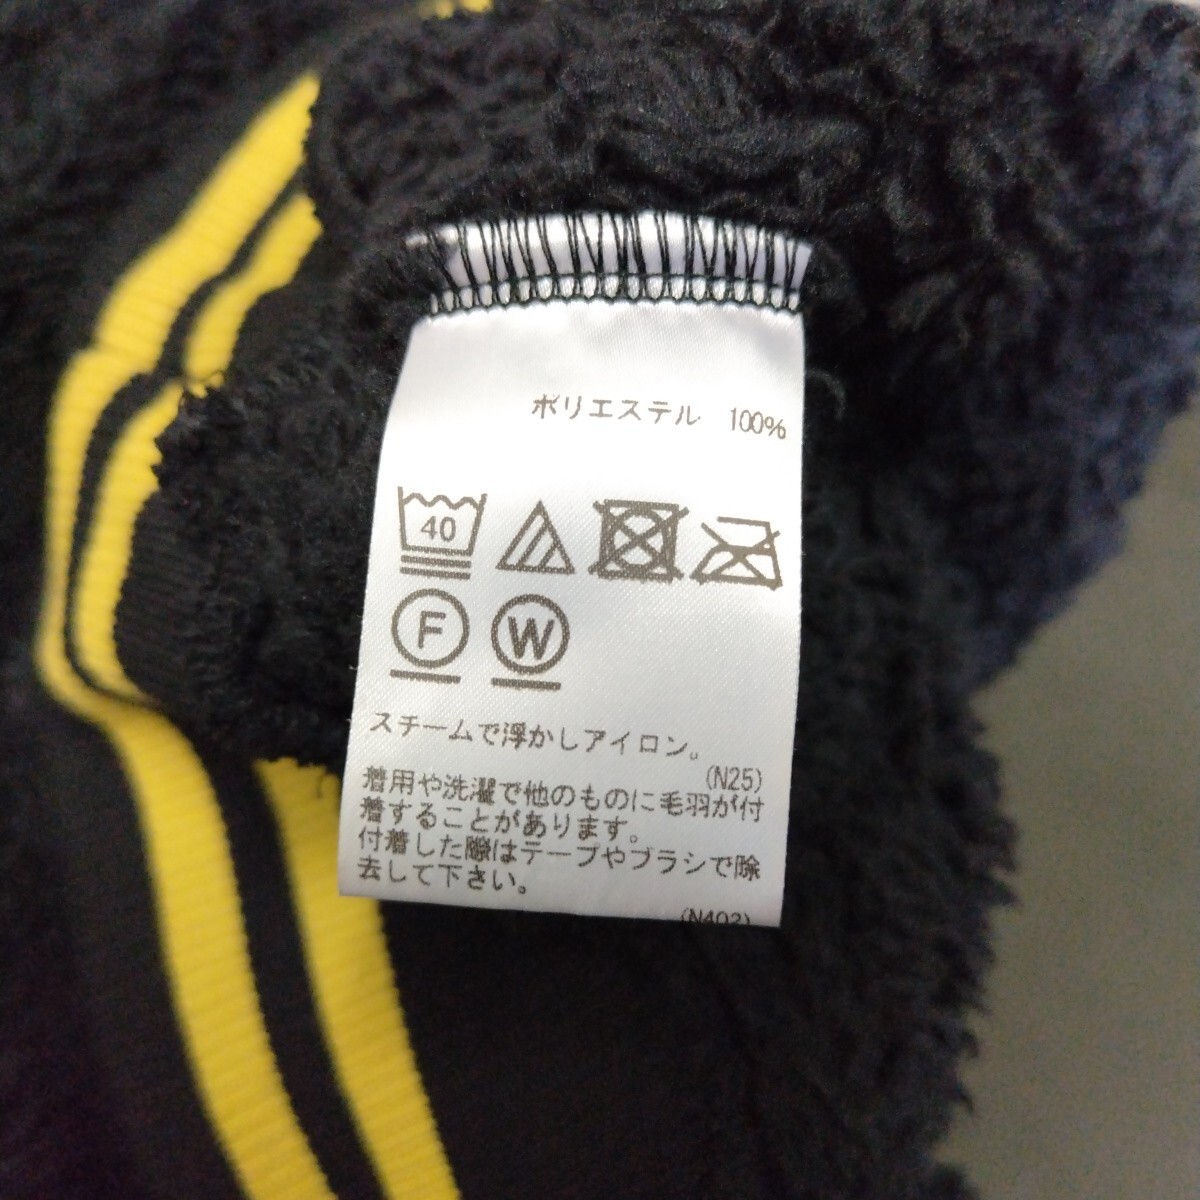 ポリエステル 100%
40
F W
スチームで浮かしアイロン。
(N25)
着用や洗濯で他のものに毛羽が付
着することがあります。
付着した際はテープやブラシで除
去して下さい。
(N402)